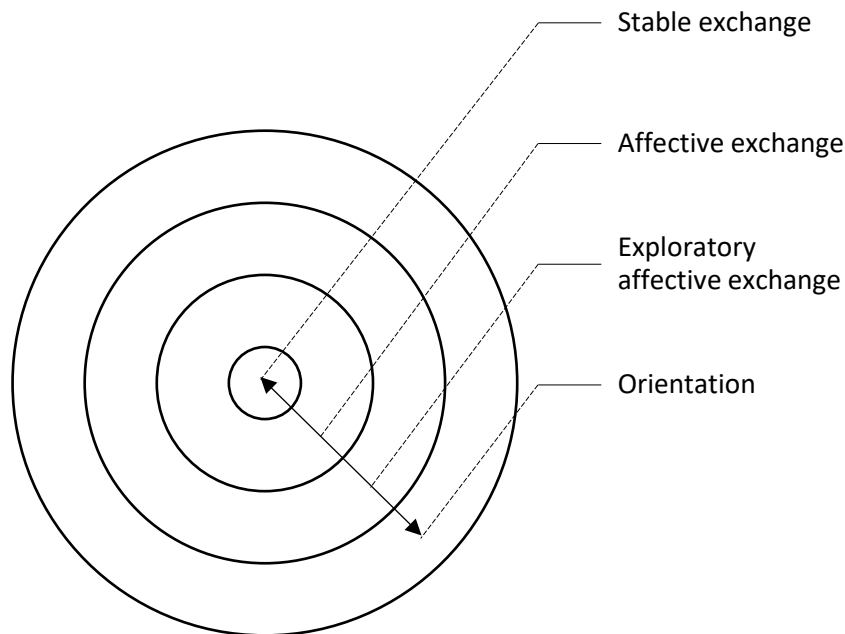 Stable exchange
Affective exchange
Exploratory
affective exchange
Orientation